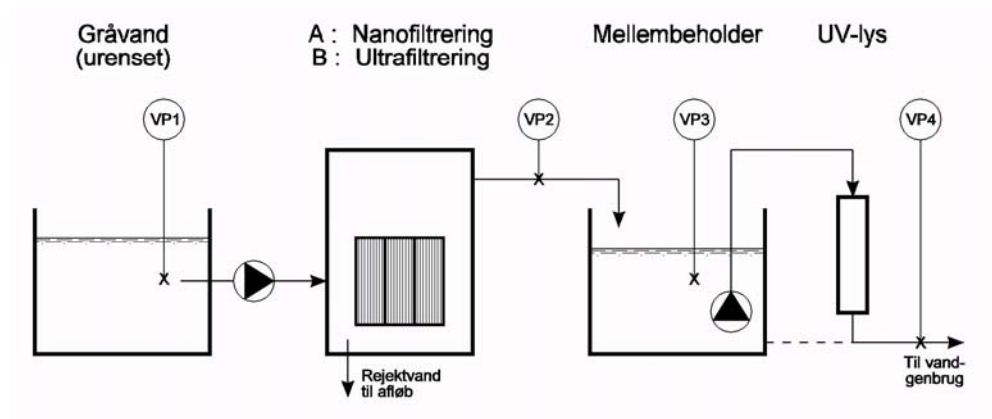 Gråvand
(urenset)
A : Nanofiltrering
B : Ultrafiltrering
Mellembeholder
UV-lys
VP1
VP2
VP3
VP4
Rejektvand
til afløb
Til vand-
genbrug